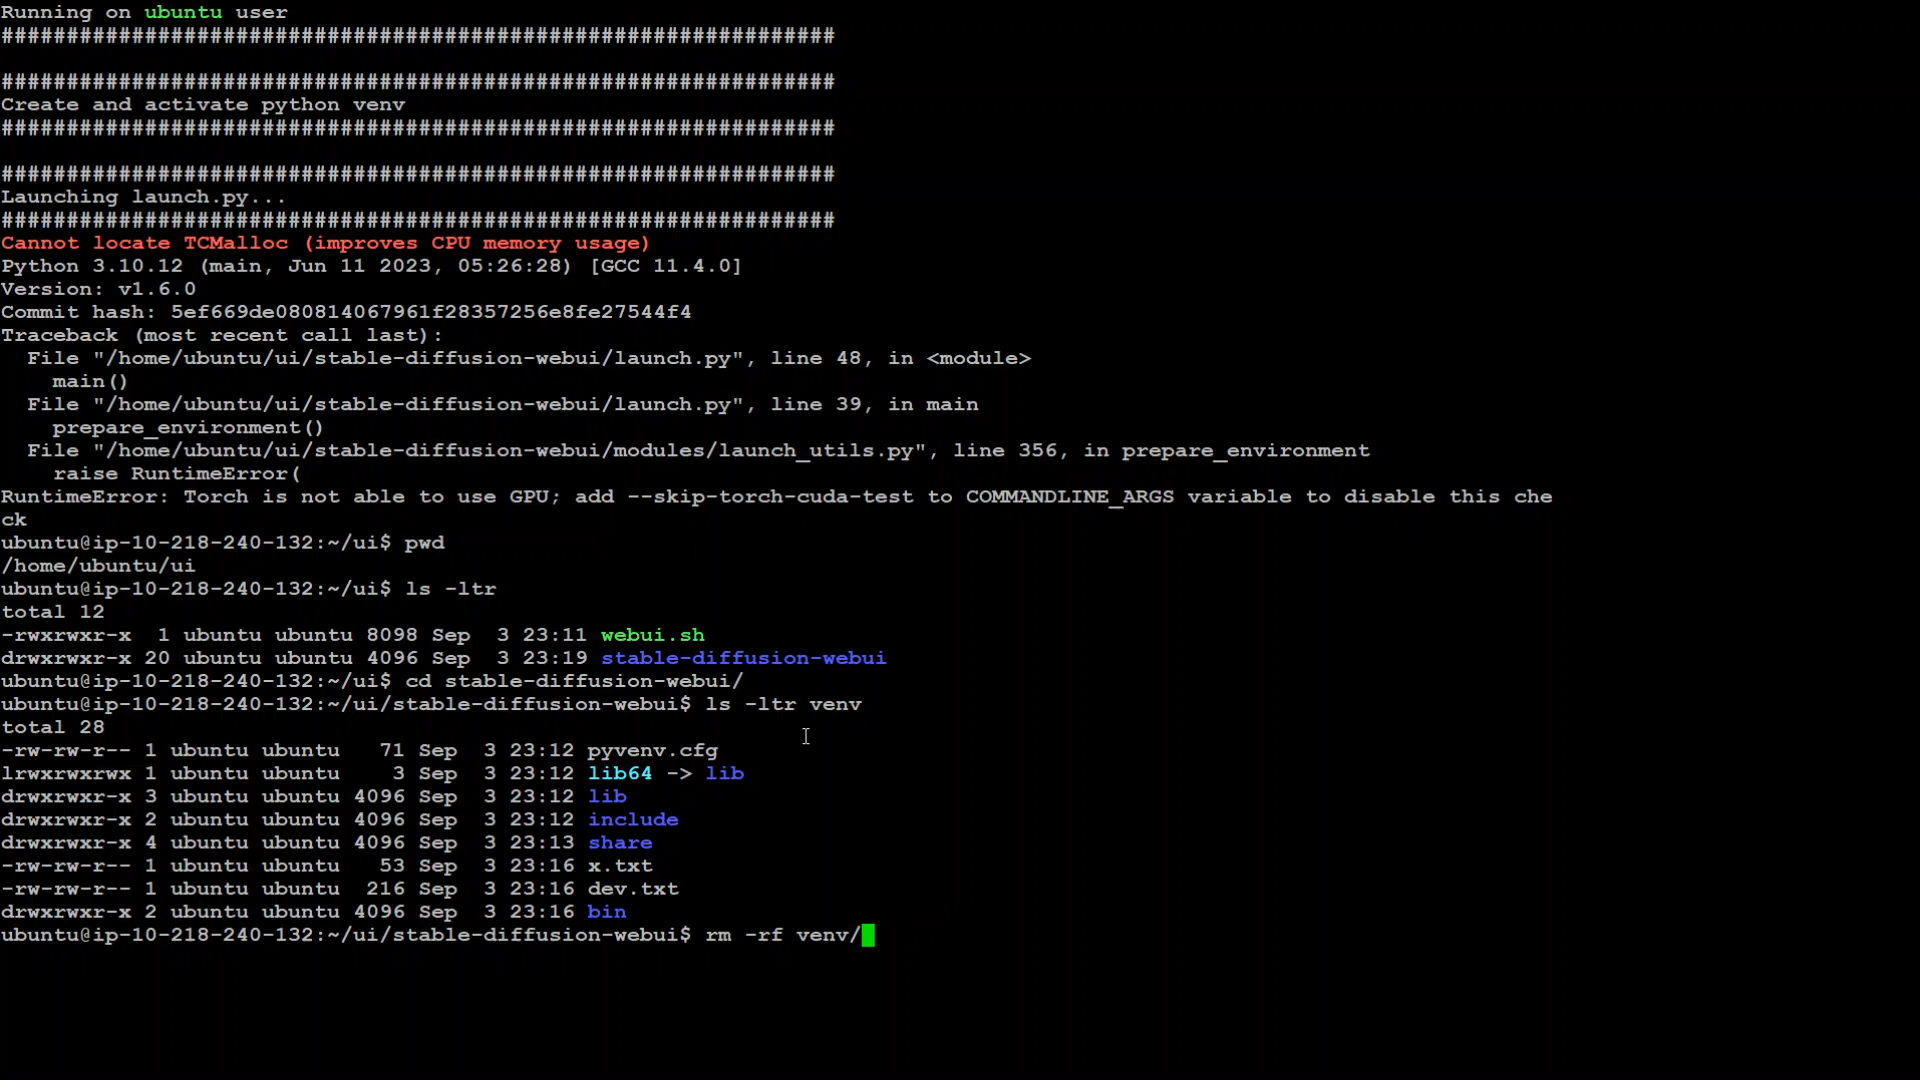 Running on ubuntu user
################################################################

################################################################
Create and activate python venv
################################################################

################################################################
Launching launch.py...
################################################################
Cannot locate TCMalloc (improves CPU memory usage)
Python 3.10.12 (main, Jun 11 2023, 05:26:28) [GCC 11.4.0]
Version: v1.6.0
Commit hash: 5ef669de080814067961f28357256e8fe27544f4
Traceback (most recent call last):
  File "/home/ubuntu/ui/stable-diffusion-webui/launch.py", line 48, in <module>
    main()
  File "/home/ubuntu/ui/stable-diffusion-webui/launch.py", line 39, in main
    prepare_environment()
  File "/home/ubuntu/ui/stable-diffusion-webui/modules/launch_utils.py", line 356, in prepare_environment
    raise RuntimeError(
RuntimeError: Torch is not able to use GPU; add --skip-torch-cuda-test to COMMANDLINE_ARGS variable to disable this che
ck
ubuntu@ip-10-218-240-132:~/ui$ pwd
/home/ubuntu/ui
ubuntu@ip-10-218-240-132:~/ui$ ls -ltr
total 12
-rwxrwxr-x  1 ubuntu ubuntu 8098 Sep  3 23:11 webui.sh
drwxrwxr-x 20 ubuntu ubuntu 4096 Sep  3 23:19 stable-diffusion-webui
ubuntu@ip-10-218-240-132:~/ui$ cd stable-diffusion-webui/
ubuntu@ip-10-218-240-132:~/ui/stable-diffusion-webui$ ls -ltr venv
total 28
-rw-rw-r-- 1 ubuntu ubuntu   71 Sep  3 23:12 pyvenv.cfg
lrwxrwxrwx 1 ubuntu ubuntu    3 Sep  3 23:12 lib64 -> lib
drwxrwxr-x 3 ubuntu ubuntu 4096 Sep  3 23:12 lib
drwxrwxr-x 2 ubuntu ubuntu 4096 Sep  3 23:12 include
drwxrwxr-x 4 ubuntu ubuntu 4096 Sep  3 23:13 share
-rw-rw-r-- 1 ubuntu ubuntu   53 Sep  3 23:16 x.txt
-rw-rw-r-- 1 ubuntu ubuntu  216 Sep  3 23:16 dev.txt
drwxrwxr-x 2 ubuntu ubuntu 4096 Sep  3 23:16 bin
ubuntu@ip-10-218-240-132:~/ui/stable-diffusion-webui$ rm -rf venv/